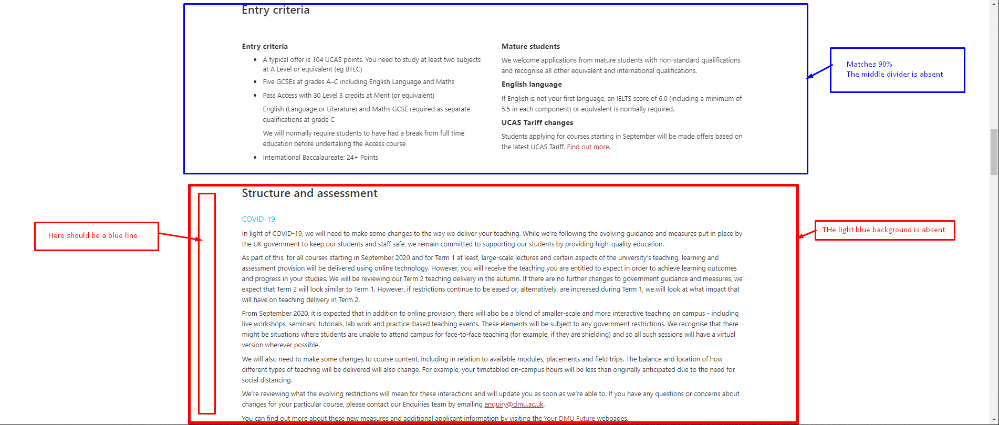 Entry criteria
Entry criteria
A typical offer is 104 UCAS points. You need to study at least two subjects
at A Level or equivalent (eg BTEC)
Five GCSEs at grades A–C including English Language and Maths
Pass Access with 30 Level 3 credits at Merit (or equivalent)
English (Language or Literature) and Maths GCSE required as separate
qualifications at grade C
We will normally require students to have had a break from full time
education before undertaking the Access course
International Baccalaureate: 24+ Points
Mature students
We welcome applications from mature students with non-standard qualifications
and recognise all other equivalent and international qualifications.
English language
If English is not your first language, an IELTS score of 6.0 (including a minimum of
5.5 in each component) or equivalent is normally required.
UCAS Tariff changes
Students applying for courses starting in September will be made offers based on
the latest UCAS Tariff. Find out more.
Matches 90%
The middle divider is absent
Structure and assessment
COVID-19
In light of COVID-19, we will need to make some changes to the way we deliver your teaching. While we're following the evolving guidance and measures put in place by
the UK government to keep our students and staff safe, we remain committed to supporting our students by providing high-quality education.
As part of this, for all courses starting in September 2020 and for Term 1 at least, large-scale lectures and certain aspects of the university's teaching, learning and
assessment provision will be delivered using online technology. However, you will receive the teaching you are entitled to expect in order to achieve learning outcomes
and progress in your studies. We will be reviewing our Term 2 teaching delivery in the autumn. If there are no further changes to government guidance and measures, we
expect that Term 2 will look similar to Term 1. However, if restrictions continue to be eased or, alternatively, are increased during Term 1, we will look at what impact that
will have on teaching delivery in Term 2.
From September 2020, it is expected that in addition to online provision, there will also be a blend of smaller-scale and more interactive teaching on campus - including
live workshops, seminars, tutorials, lab work and practice-based teaching events. These elements will be subject to any government restrictions. We recognise that there
might be situations where students are unable to attend campus for face-to-face teaching (for example, if they are shielding) and so all such sessions will have a virtual
version wherever possible.
We will also need to make some changes to course content, including in relation to available modules, placements and field trips. The balance and location of how
different types of teaching will be delivered will also change. For example, your timetabled on-campus hours will be less than originally anticipated due to the need for
social distancing.
We're reviewing what the evolving restrictions will mean for these interactions and will update you as soon as we're able to. If you have any questions or concerns about
changes for your particular course, please contact our Enquiries team by emailing enquiry@dmu.ac.uk.
You can find out more about these new measures and additional applicant information by visiting the Your DMU Future webpages.
Here should be a blue line
THe light blue background is absent